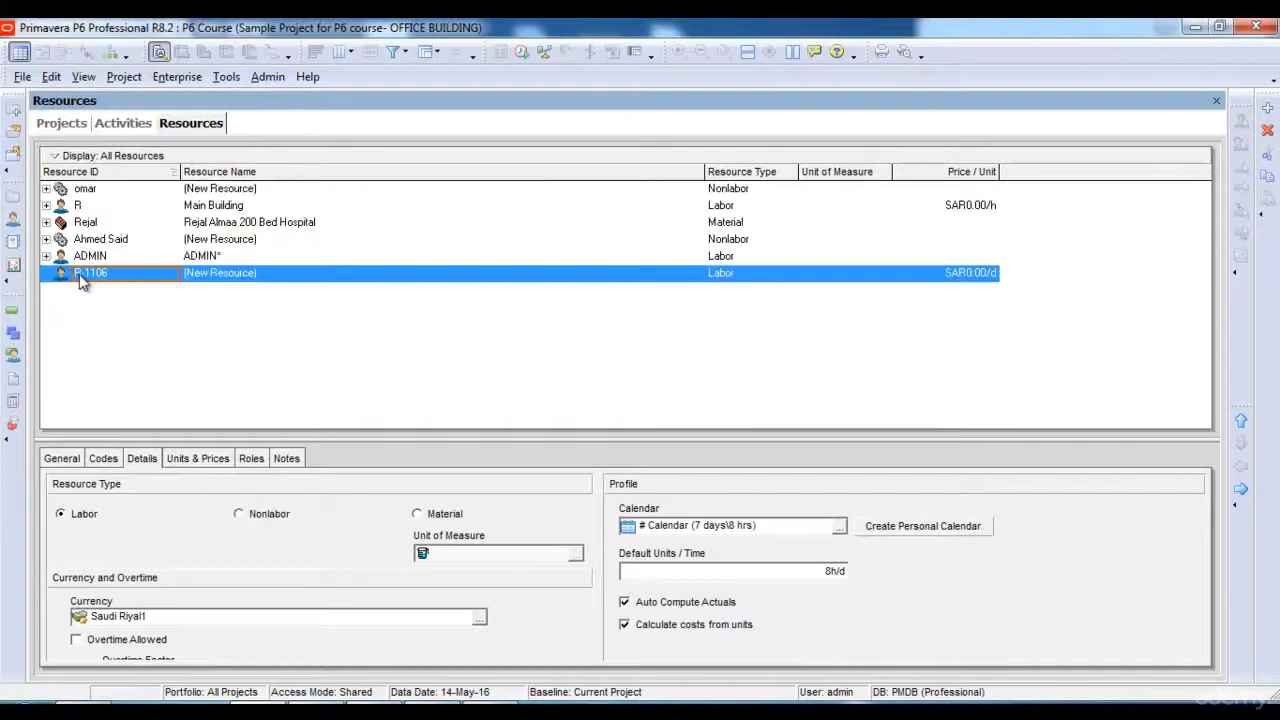 Primavera P6 Professional R8.2 : P6 Course (Sample Project for P6 course- OFFICE BUILDING)
File Edit View Project Enterprise Tools Admin Help
Resources
Projects Activities Resources
Display: All Resources
Resource ID Resource Name Resource Type Unit of Measure Price / Unit
omar (New Resource) Nonlabor
R Main Building Labor SAR0.00/h
Rejal Rejal Almaa 200 Bed Hospital Material
Ahmed Said (New Resource) Nonlabor
ADMIN ADMIN* Labor
R-1106 (New Resource) Labor SAR0.00/d
General Codes Details Units & Prices Roles Notes
Resource Type Profile
Calendar
Labor Nonlabor Material
# Calendar (7 days\8 hrs) Create Personal Calendar
Unit of Measure
Default Units / Time
8h/d
Currency and Overtime
Currency
Auto Compute Actuals
Saudi Riyal1
Calculate costs from units
Overtime Allowed
Overtime Factor
Portfolio: All Projects Access Mode: Shared Data Date: 14-May-16 Baseline: Current Project User: admin DB: PMDB (Professional)